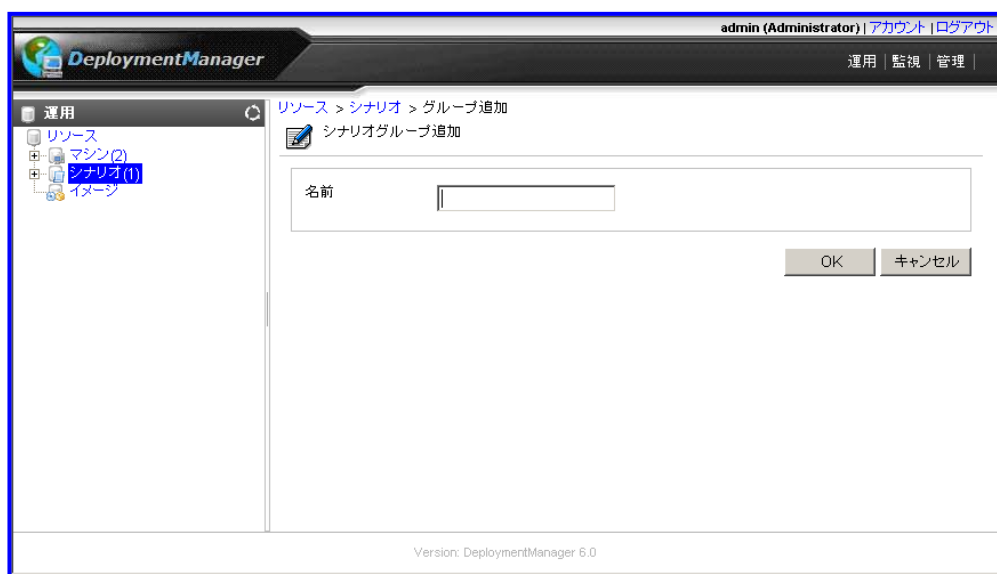 admin (Administrator) | アカウント | ログアウト
DeploymentManager
運用 | 監視 | 管理 |
運用
リソース
マシン(2)
シナリオ(1)
イメージ
リソース > シナリオ > グループ追加
シナリオグループ追加
名前
OK キャンセル
Version: DeploymentManager 6.0